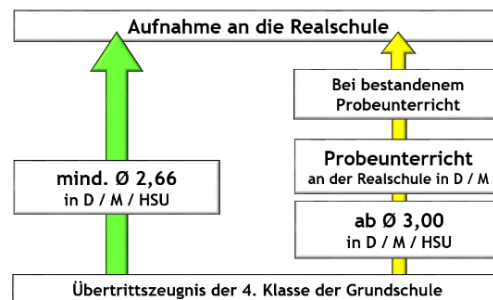 Aufnahme an die Realschule
Bei bestandenem
Probeunterricht
Probeunterricht
an der Realschule in D / M
mind. Ø 2,66
in D / M / HSU
ab Ø 3,00
in D / M / HSU
Übertrittszeugnis der 4. Klasse der Grundschule